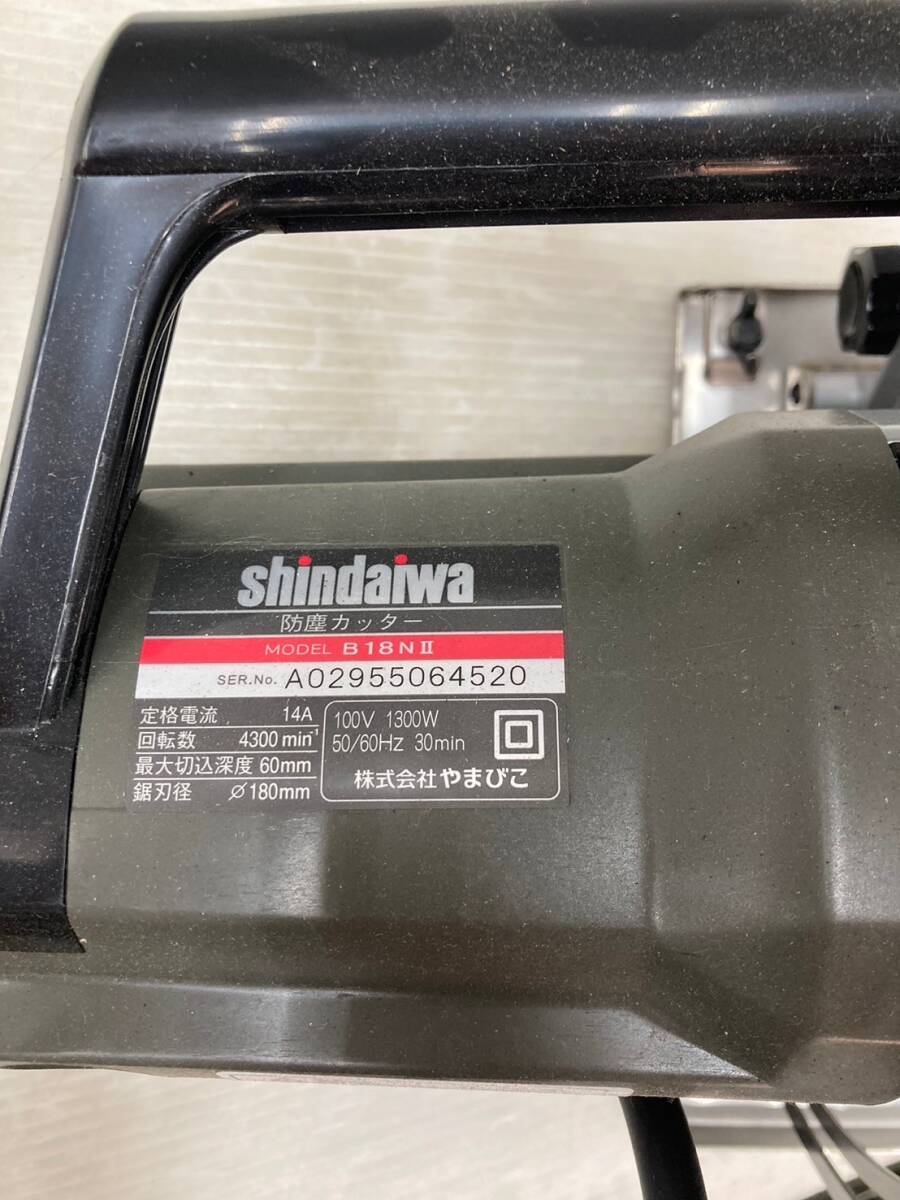 shindaiwa
防塵カッター
MODEL B18NⅡ
SER.No. A02955064520
定格電流 14A
回転数 4300min⁻¹
最大切込深度 60mm
鋸刃径 ∅180mm
100V 1300W
50/60Hz 30min
株式会社やまびこ